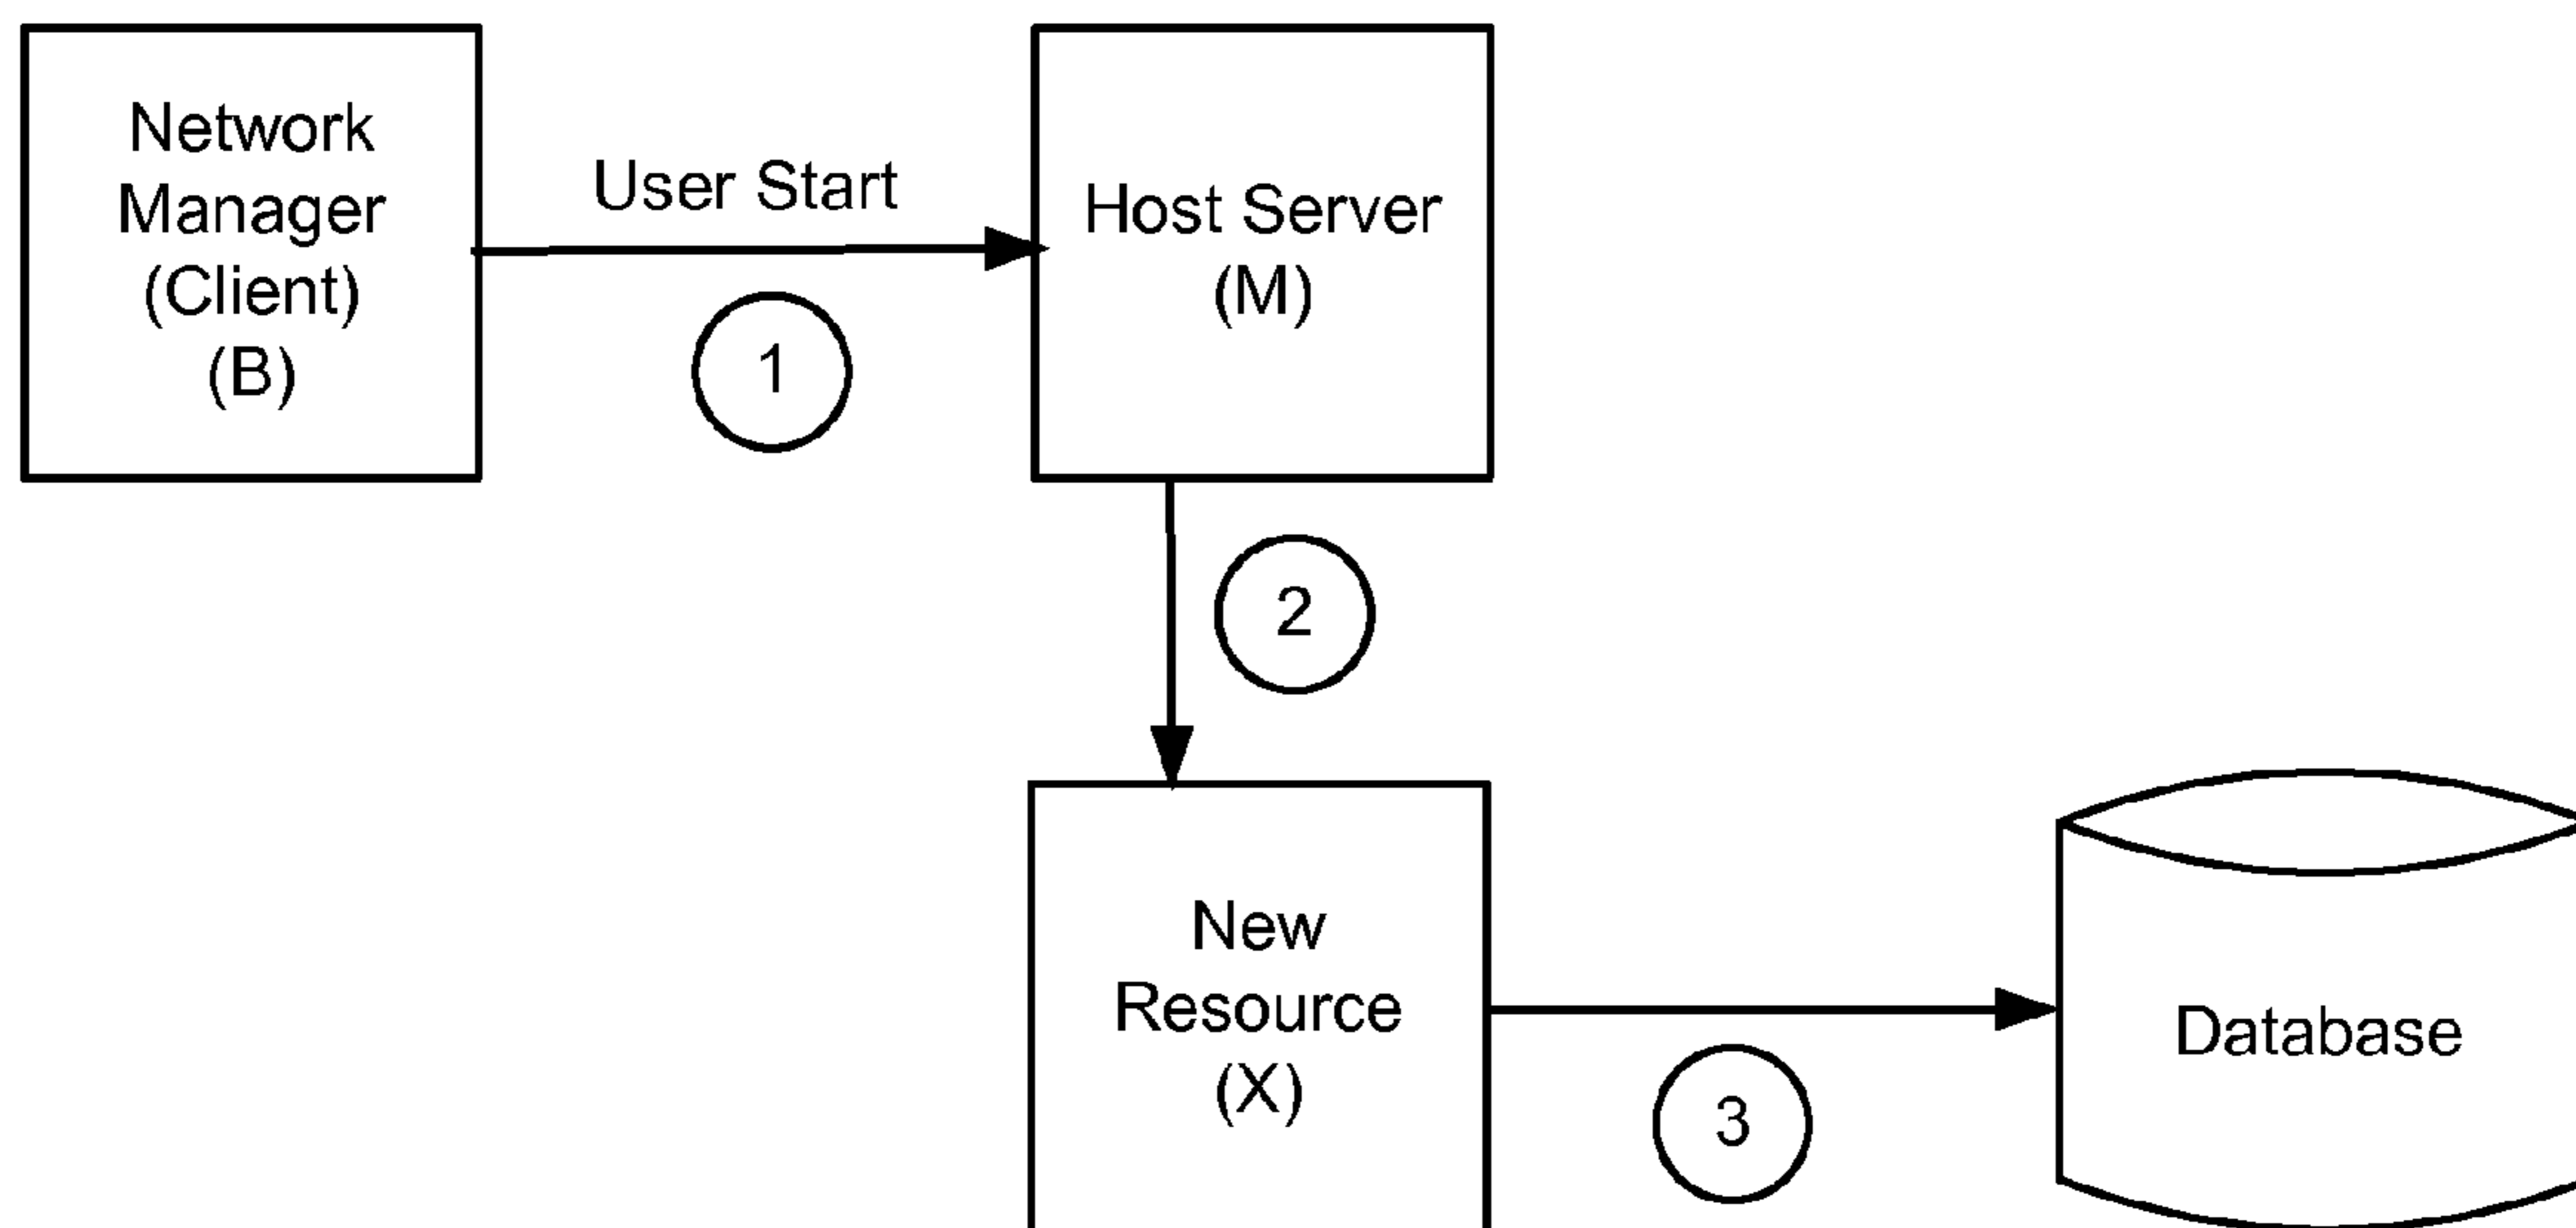 Network
Manager
(Client)
(B)
User Start
1
Host Server
(M)
2
New
Resource
(X)
3
Database